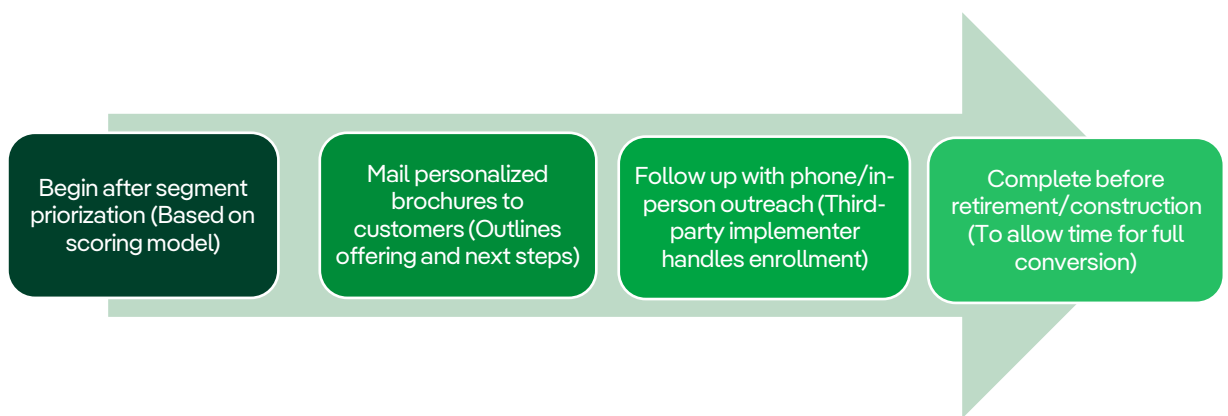 Begin after segment
priorization (Based on
scoring model)
Mail personalized
brochures to
customers (Outlines
offering and next steps)
Follow up with phone/in-
person outreach (Third-
party implementer
handles enrollment)
Complete before
retirement/construction
(To allow time for full
conversion)